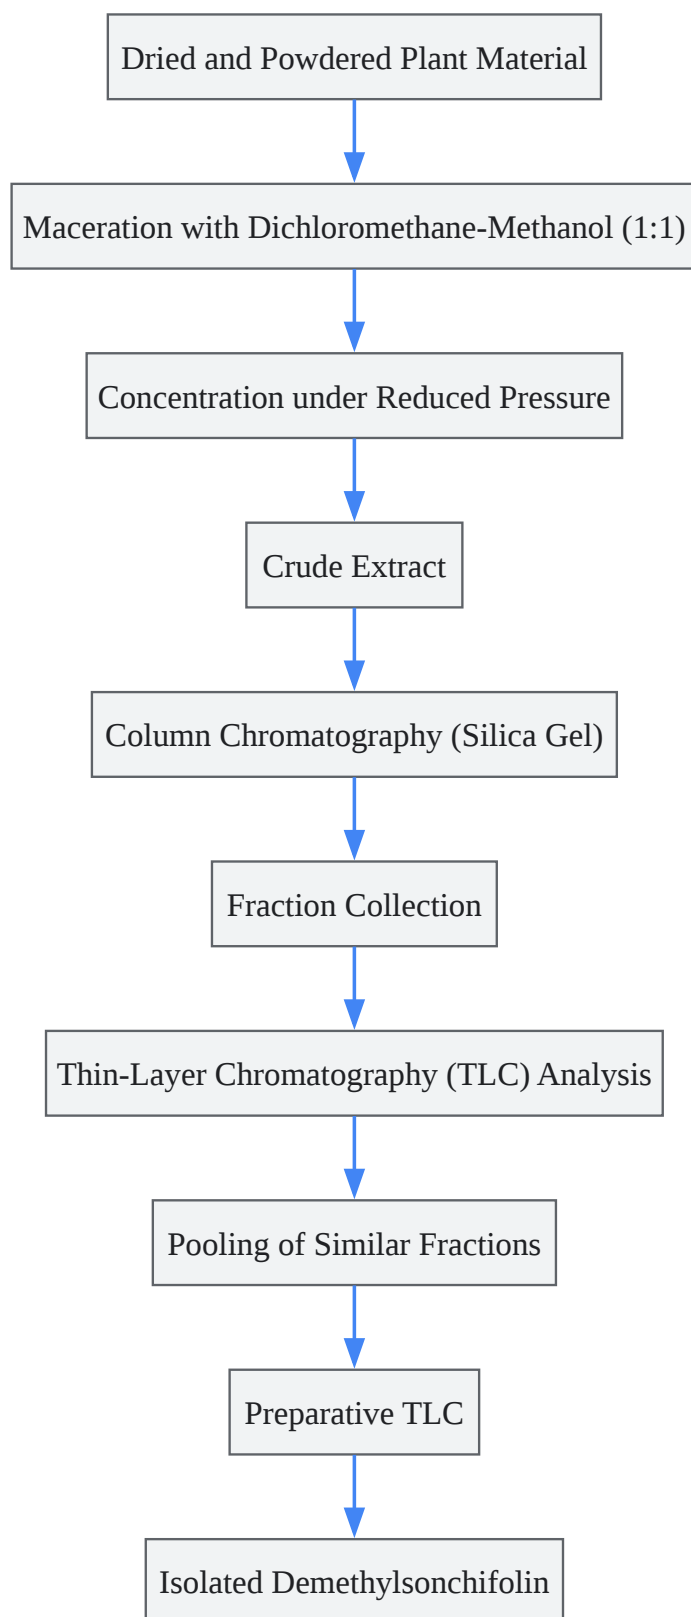 Dried and Powdered Plant Material
Maceration with Dichloromethane-Methanol (1:1)
Concentration under Reduced Pressure
Crude Extract
Column Chromatography (Silica Gel)
Fraction Collection
Thin-Layer Chromatography (TLC) Analysis
Pooling of Similar Fractions
Preparative TLC
Isolated Demethylsonchifolin